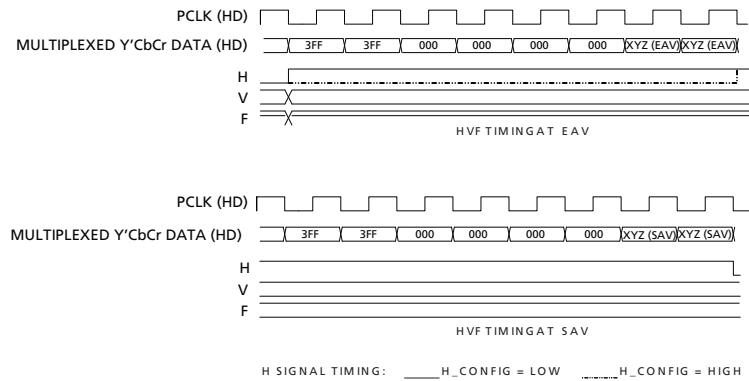 PCLK (HD)
MULTIPLEXED Y'CbCr DATA (HD) 3FF 3FF 000 000 000 000 XYZ (EAV) XYZ (EAV)
H
V
F
HVF TIMINGAT EAV
PCLK (HD)
MULTIPLEXED Y'CbCr DATA (HD) 3FF 3FF 000 000 000 000 XYZ (SAV) XYZ (SAV)
H
V
F
HVF TIMINGAT SAV
H SIGNAL TIMING: H_CONFIG = LOW H_CONFIG = HIGH